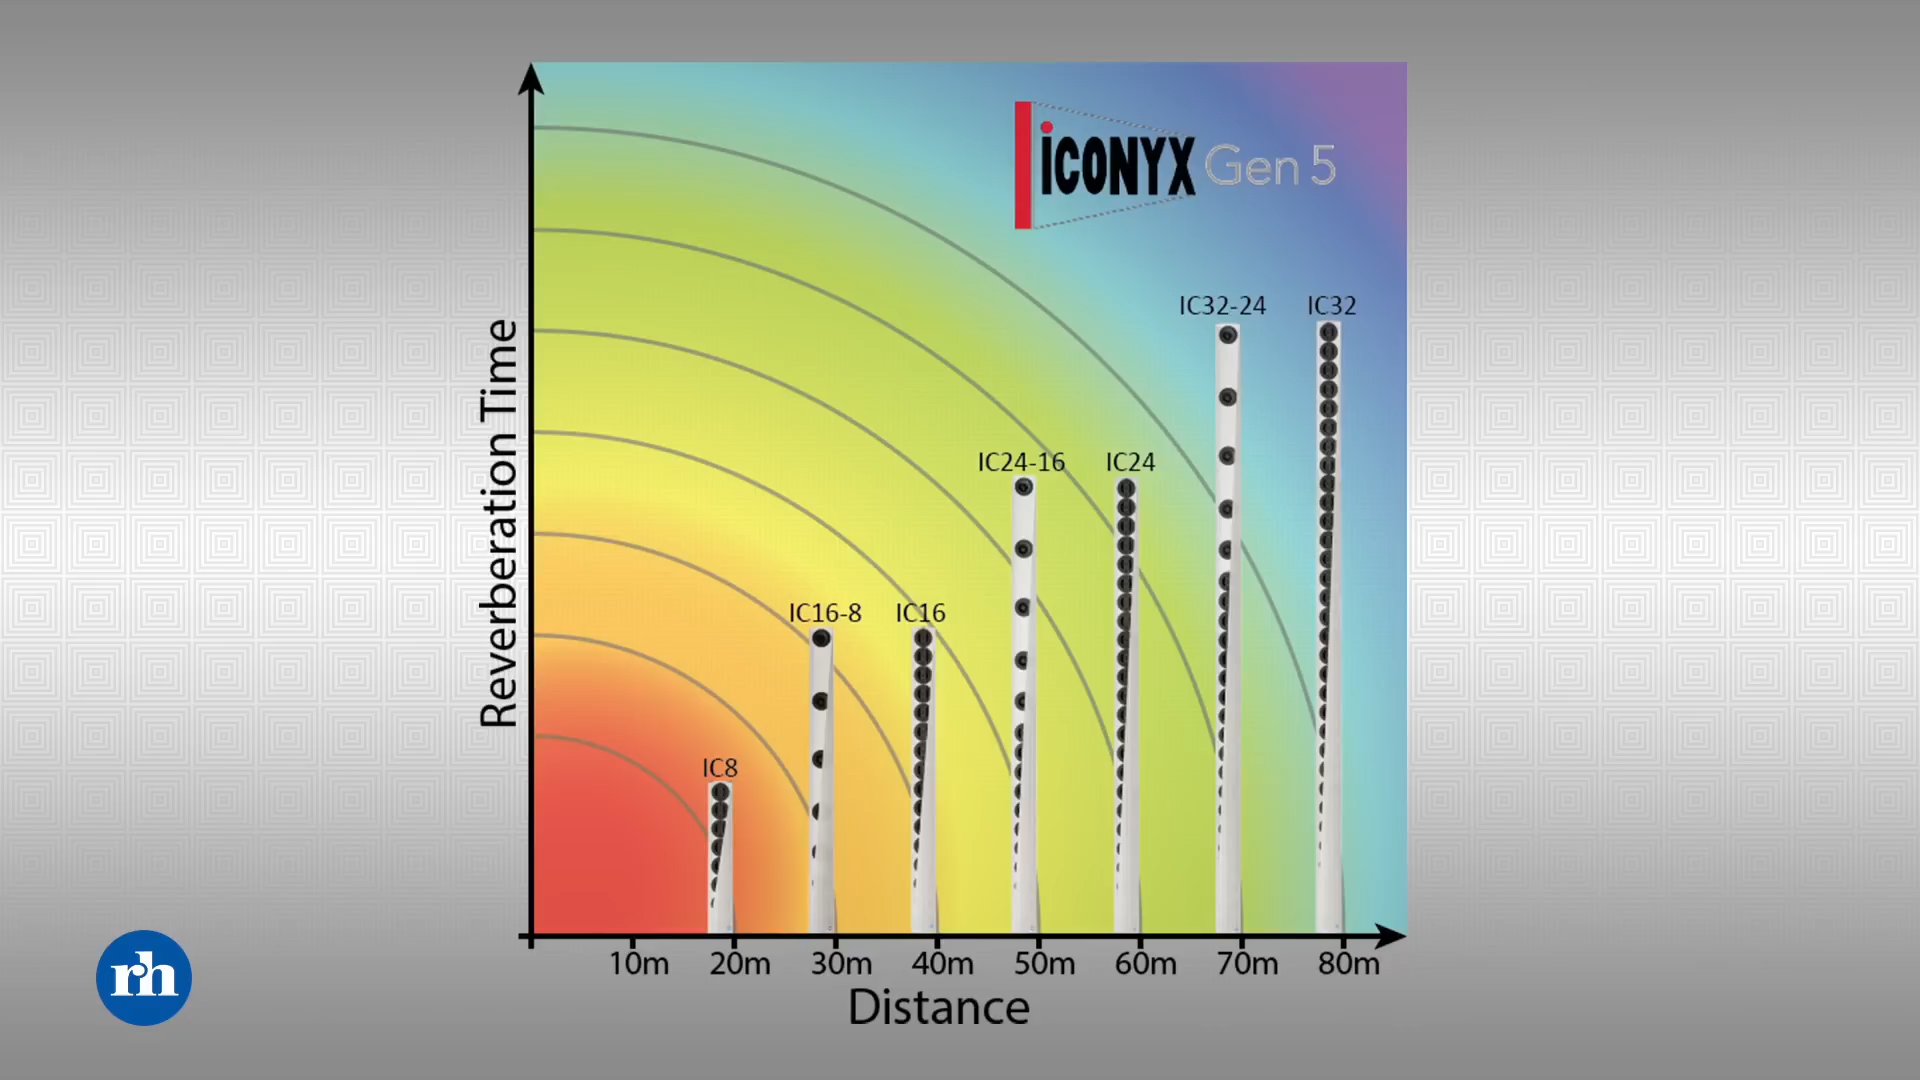 iCONYX Gen 5
IC32-24 IC32
IC24-16 IC24
IC16-8 IC16
IC8
Reverberation Time
10m 20m 30m 40m 50m 60m 70m 80m
Distance
rh